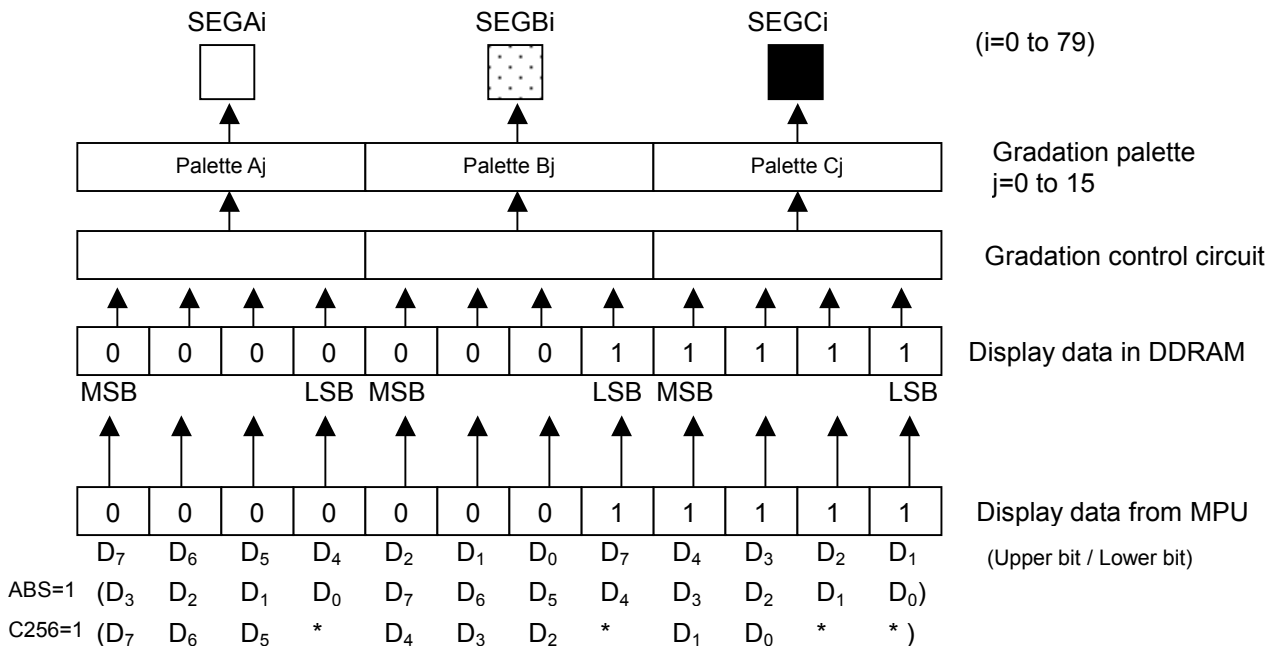 SEGAi SEGBi SEGCi (i=0 to 79)
Palette Aj Palette Bj Palette Cj Gradation palette
j=0 to 15
Gradation control circuit
0 0 0 0 0 0 0 1 1 1 1 1 Display data in DDRAM
MSB LSB MSB LSB MSB LSB
0 0 0 0 0 0 0 1 1 1 1 1 Display data from MPU
D₇ D₆ D₅ D₄ D₂ D₁ D₀ D₇ D₄ D₃ D₂ D₁ (Upper bit / Lower bit)
ABS=1 (D₃ D₂ D₁ D₀ D₇ D₆ D₅ D₄ D₃ D₂ D₁ D₀)
C256=1 (D₇ D₆ D₅ * D₄ D₃ D₂ * D₁ D₀ * * )